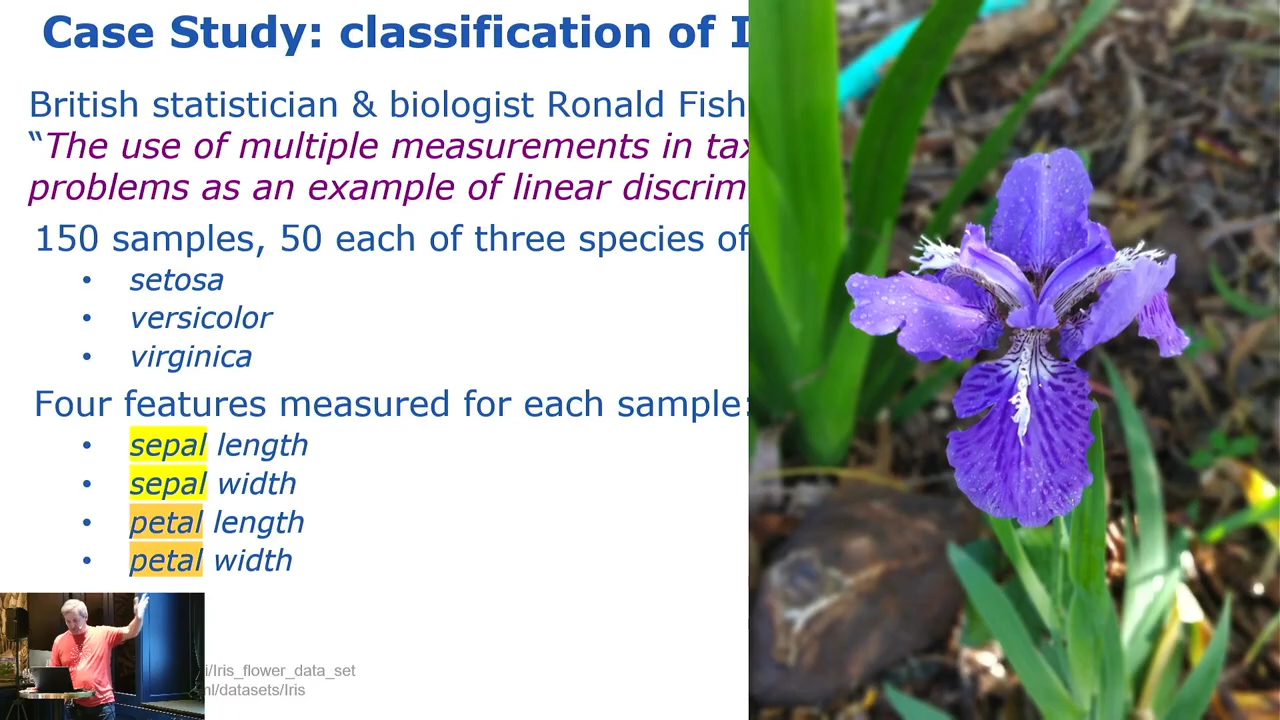 Case Study: classification of I
British statistician & biologist Ronald Fish
“The use of multiple measurements in tax
problems as an example of linear discrim
150 samples, 50 each of three species of
• setosa
• versicolor
• virginica
Four features measured for each sample:
• sepal length
• sepal width
• petal length
• petal width
i/Iris_flower_data_set
nl/datasets/Iris